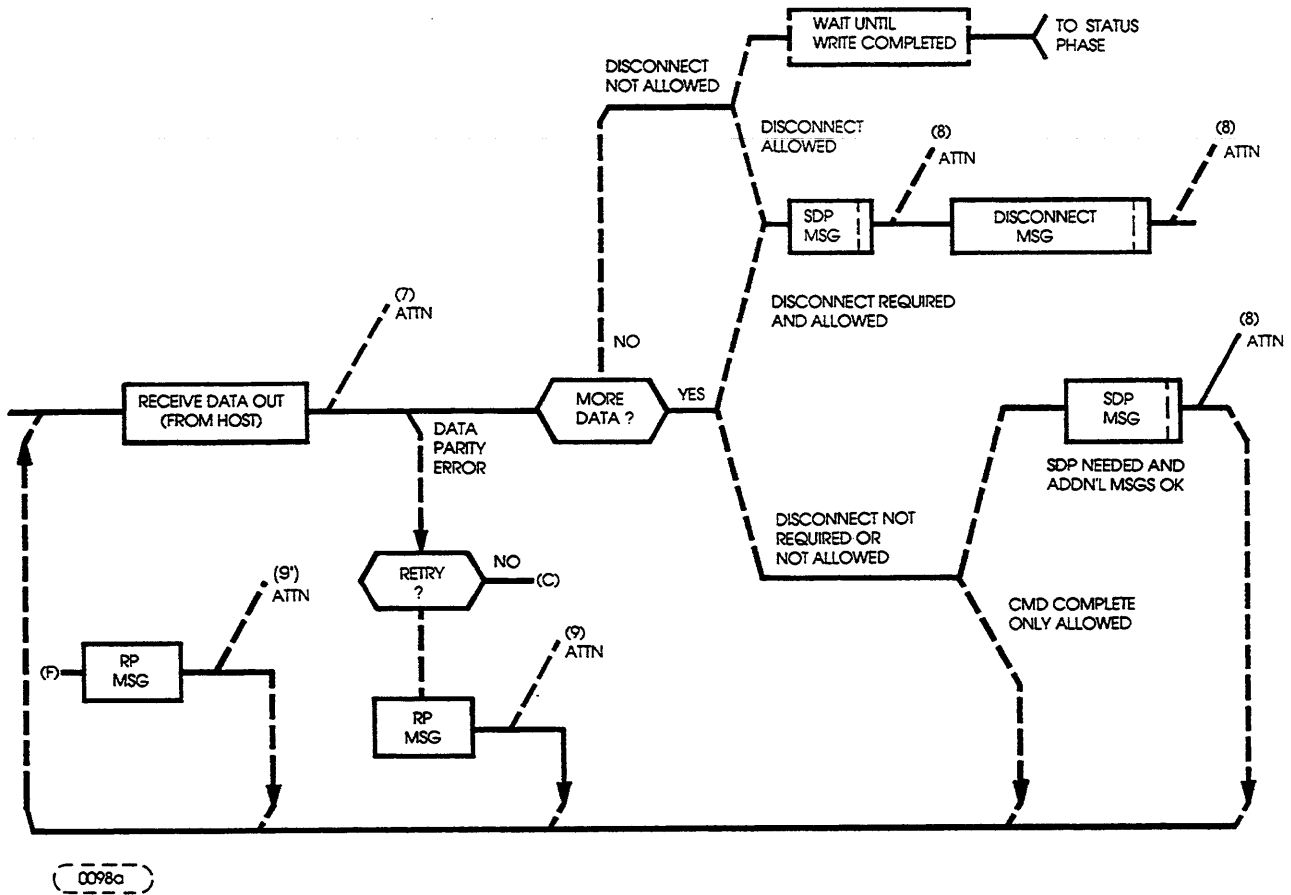 WAIT UNTIL
WRITE COMPLETED
TO STATUS
PHASE
DISCONNECT
NOT ALLOWED
DISCONNECT
ALLOWED
(8)
ATTN
(8)
ATTN
SDP
MSG
DISCONNECT
MSG
(7)
ATTN
DISCONNECT REQUIRED
AND ALLOWED
NO
(8)
ATTN
RECEIVE DATA OUT
(FROM HOST)
MORE
DATA ?
YES
SDP
MSG
DATA
PARITY
ERROR
SDP NEEDED AND
ADDN'L MSGS OK
DISCONNECT NOT
REQUIRED OR
NOT ALLOWED
RETRY
?
NO
(C)
(9')
ATTN
CMD COMPLETE
ONLY ALLOWED
(9)
ATTN
(F)
RP
MSG
RP
MSG
0098a